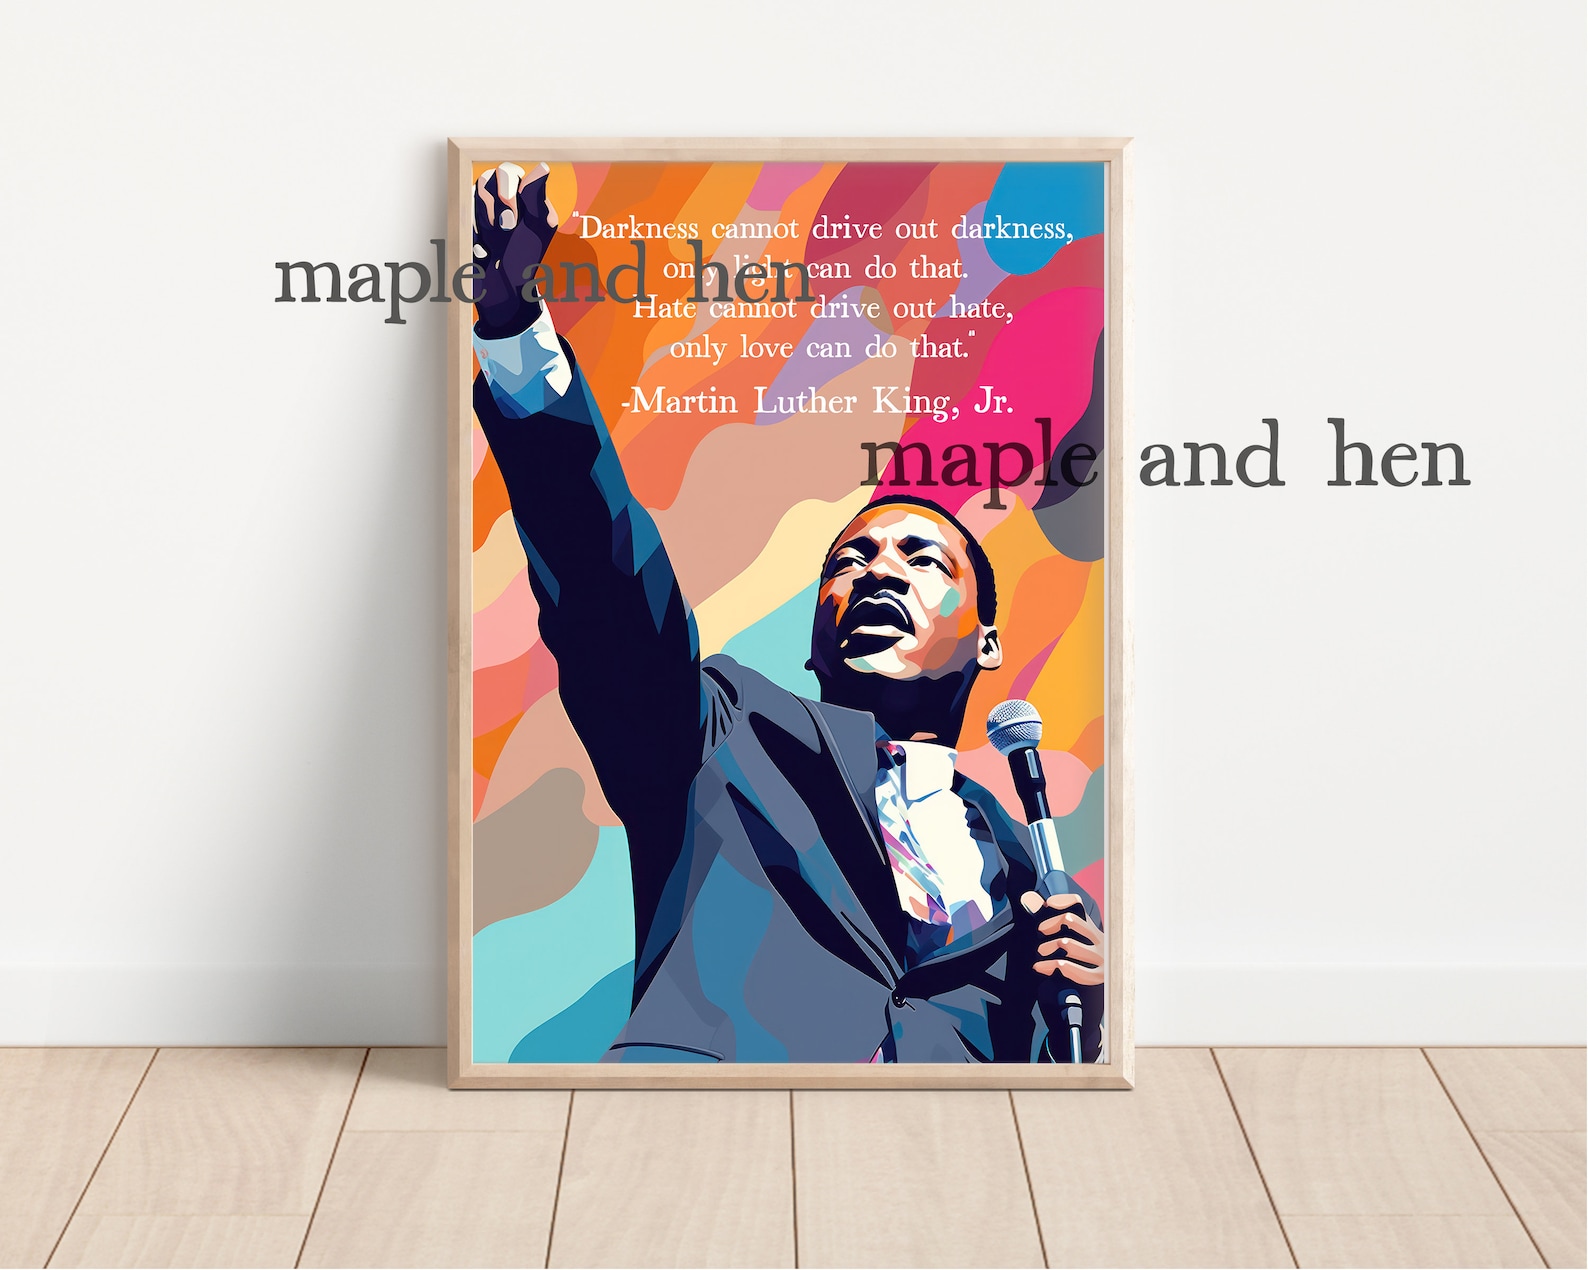 "Darkness cannot drive out darkness,
only light can do that.
maple and hen
Hate cannot drive out hate,
only love can do that."
-Martin Luther King, Jr.
maple and hen